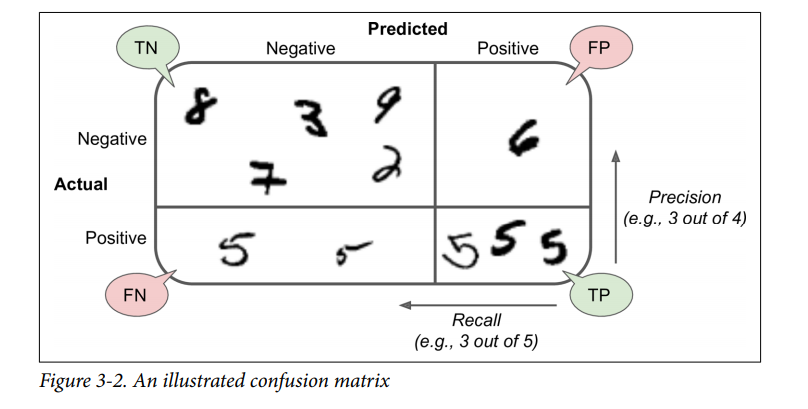 Predicted
TN
Negative
Positive
FP
8
3
9
Negative
6
7
2
Actual
Precision
(e.g., 3 out of 4)
Positive
5
5
5
5
5
FN
TP
Recall
(e.g., 3 out of 5)
Figure 3-2. An illustrated confusion matrix